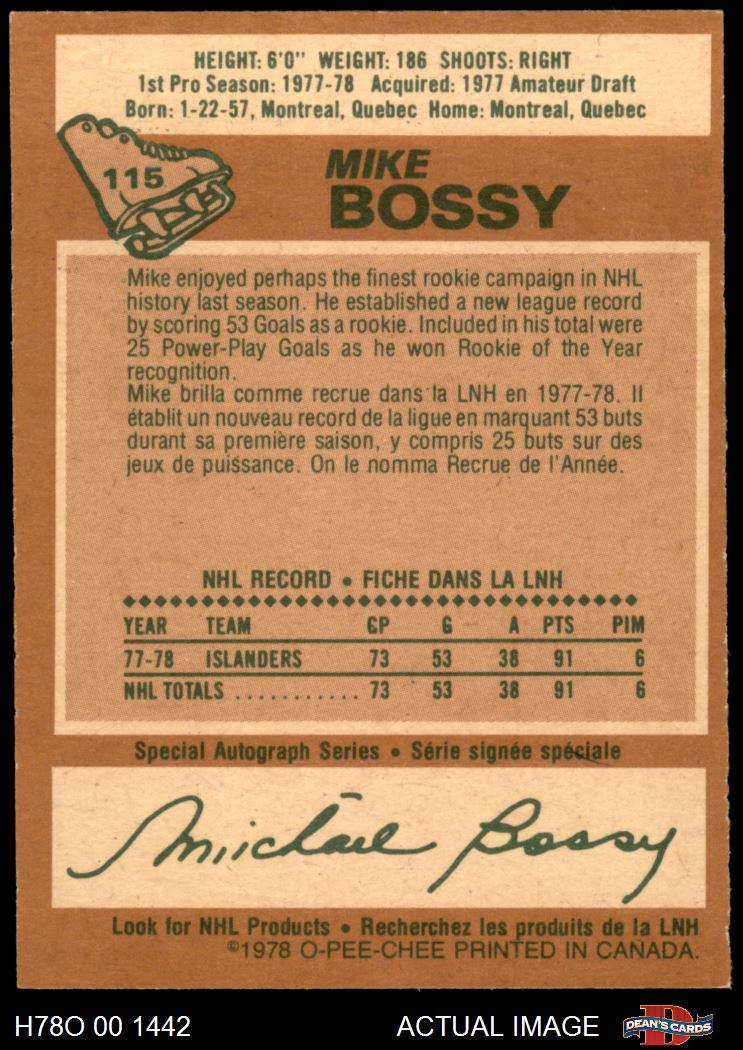 HEIGHT: 6'0" WEIGHT: 186 SHOOTS: RIGHT
1st Pro Season: 1977-78 Acquired: 1977 Amateur Draft
Born: 1-22-57, Montreal, Quebec Home: Montreal, Quebec
115
MIKE
BOSSY
Mike enjoyed perhaps the finest rookie campaign in NHL
history last season. He established a new league record
by scoring 53 Goals as a rookie. Included in his total were
25 Power-Play Goals as he won Rookie of the Year
recognition.
Mike brilla comme recrue dans la LNH en 1977-78. Il
établit un nouveau record de la ligue en marquant 53 buts
durant sa première saison, y compris 25 buts sur des
jeux de puissance. On le nomma Recrue de l'Année.
NHL RECORD • FICHE DANS LA LNH
YEAR TEAM GP G A PTS PIM
77-78 ISLANDERS 73 53 38 91 6
NHL TOTALS ........... 73 53 38 91 6
Special Autograph Series • Série signée spéciale
Michael Bossy
Look for NHL Products • Recherchez les produits de la LNH
©1978 O-PEE-CHEE PRINTED IN CANADA.
H78O 00 1442 ACTUAL IMAGE D DEAN'S CARDS